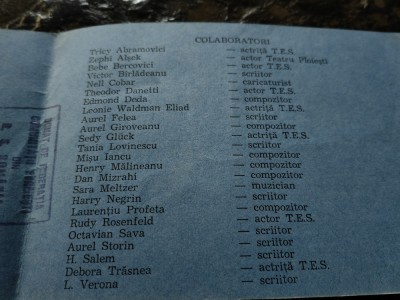 COLABORATORI
Tricy Abramovici — actriță T.E.S.
Zephi Alșek — actor Teatru Ploiești
Bebe Bercovici — actor T.E.S.
Victor Bîrlădeanu — scriitor
Nell Cobar — caricaturist
Theodor Danetti — actor T.E.S.
Edmond Deda — compozitor
Leonie Waldman Eliad — actriță T.E.S.
Aurel Felea — scriitor
Aurel Giroveanu — compozitor
Sedy Glück — actriță T.E.S.
Tania Lovinescu — scriitor
Mișu Iancu — compozitor
Henry Mălineanu — compozitor
Dan Mizrahi — compozitor
Sara Meltzer — muzician
Harry Negrin — scriitor
Laurențiu Profeta — compozitor
Rudy Rosenfeld — actor T.E.S.
Octavian Sava — scriitor
Aurel Storin — scriitor
H. Salem — scriitor
Debora Trăsnea — actriță T.E.S.
L. Verona — scriitor